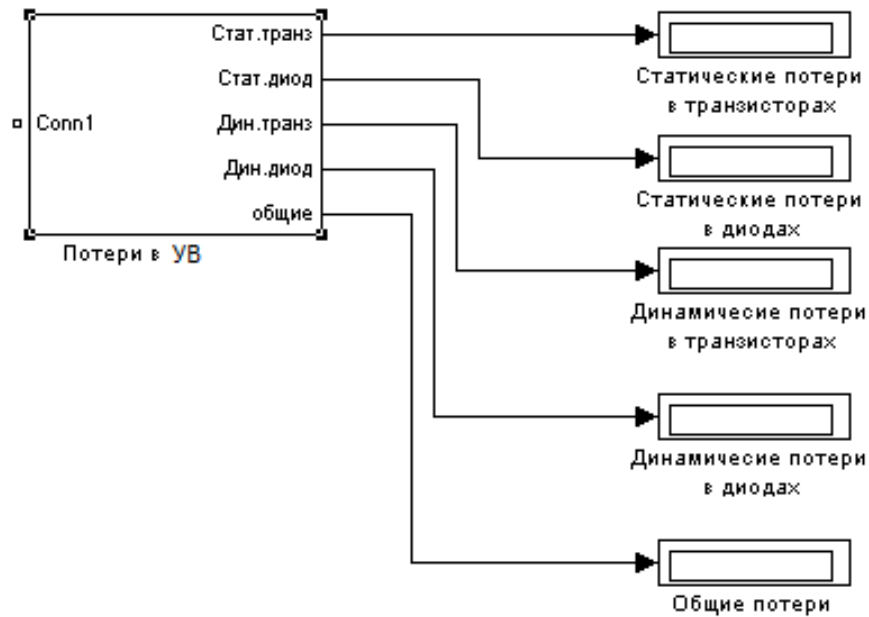 Стат.транз
Стат.диод
Conn1
Дин.транз
Дин.диод
общие
Потери в УВ
Статические потери
в транзисторах
Статические потери
в диодах
Динамичесие потери
в транзисторах
Динамичесие потери
в диодах
Общие потери